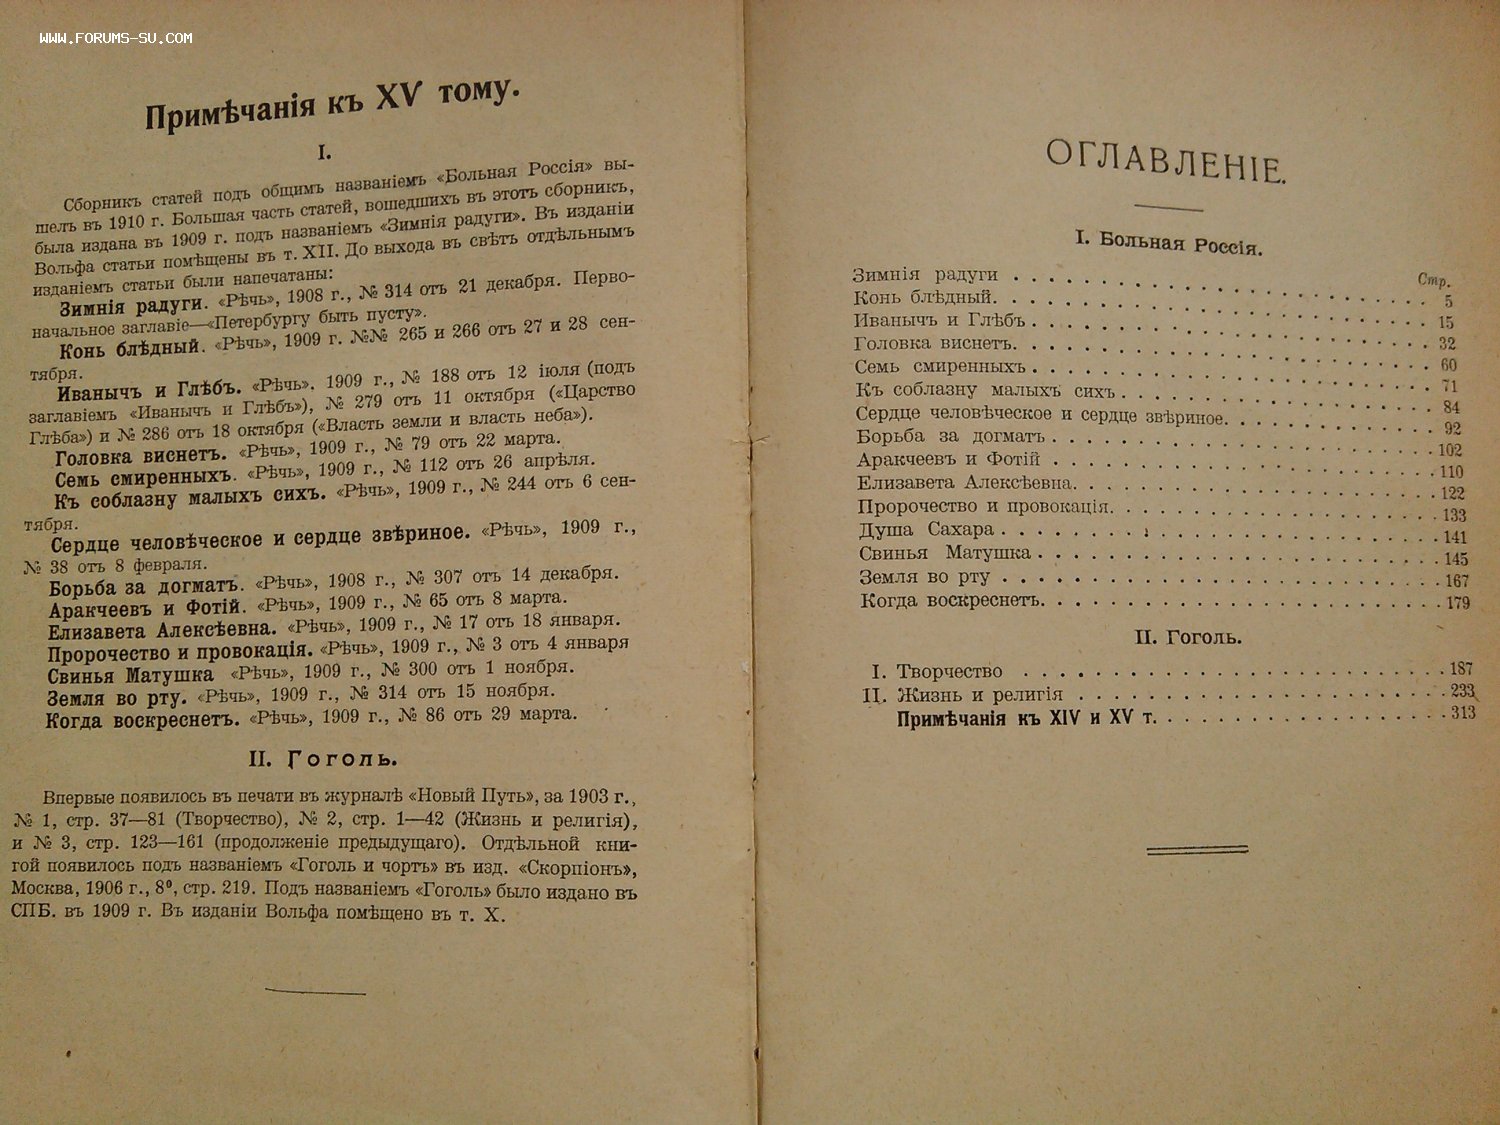 WWW.FORUMS-SU.COM
Примѣчанія къ XV тому.
I.
Сборникъ статей подъ общимъ названіемъ «Больная Россія» вы-
шелъ въ 1910 г. Большая часть статей, вошедшихъ въ этотъ сборникъ,
была издана въ 1909 г. подъ названіемъ «Зимнія радуги». Въ изданіи
Вольфа статьи помѣщены въ т. XII. До выхода въ свѣтъ отдѣльнымъ
изданіемъ статьи были напечатаны:
Зимнія радуги. «Рѣчь», 1908 г., № 314 отъ 21 декабря. Перво-
начальное заглавіе—«Петербургу быть пусту».
Конь блѣдный. «Рѣчь», 1909 г. №№ 265 и 266 отъ 27 и 28 сен-
тября.
Иванычъ и Глѣбъ. «Рѣчь». 1909 г., № 188 отъ 12 іюля (подъ
заглавіемъ «Иванычъ и Глѣбъ»), № 279 отъ 11 октября («Царство
Глѣба») и № 286 отъ 18 октября («Власть земли и власть неба»).
Головка виснетъ. «Рѣчь», 1909 г., № 79 отъ 22 марта.
Семь смиренныхъ. «Рѣчь», 1909 г., № 112 отъ 26 апрѣля.
Къ соблазну малыхъ сихъ. «Рѣчь», 1909 г., № 244 отъ 6 сен-
тября.
Сердце человѣческое и сердце звѣриное. «Рѣчь», 1909 г.,
№ 38 отъ 8 февраля.
Борьба за догматъ. «Рѣчь», 1908 г., № 307 отъ 14 декабря.
Аракчеевъ и Фотій. «Рѣчь», 1909 г., № 65 отъ 8 марта.
Елизавета Алексѣевна. «Рѣчь», 1909 г., № 17 отъ 18 января.
Пророчество и провокація. «Рѣчь», 1909 г., № 3 отъ 4 января
Свинья Матушка «Рѣчь», 1909 г., № 300 отъ 1 ноября.
Земля во рту. «Рѣчь», 1909 г., № 314 отъ 15 ноября.
Когда воскреснетъ. «Рѣчь», 1909 г., № 86 отъ 29 марта.
II. Гоголь.
Впервые появилось въ печати въ журналѣ «Новый Путь», за 1903 г.,
№ 1, стр. 37—81 (Творчество), № 2, стр. 1—42 (Жизнь и религія),
и № 3, стр. 123—161 (продолженіе предыдущаго). Отдѣльной кни-
гой появилось подъ названіемъ «Гоголь и чортъ» въ изд. «Скорпіонъ»,
Москва, 1906 г., 8°, стр. 219. Подъ названіемъ «Гоголь» было издано въ
СПБ. въ 1909 г. Въ изданіи Вольфа помѣщено въ т. X.
ОГЛАВЛЕНІЕ.
I. Больная Россія.
Стр.
Зимнія радуги . . . 5
Конь блѣдный. . . . 15
Иванычъ и Глѣбъ . . . 32
Головка виснетъ. . . . 60
Семь смиренныхъ . . . 71
Къ соблазну малыхъ сихъ . . . 84
Сердце человѣческое и сердце звѣриное. . . . 92
Борьба за догматъ . . . 102
Аракчеевъ и Фотій . . . 110
Елизавета Алексѣевна. . . . 122
Пророчество и провокація. . . . 133
Душа Сахара . . . 141
Свинья Матушка . . . 145
Земля во рту . . . 167
Когда воскреснетъ. . . . 179
II. Гоголь.
I. Творчество . . . 187
II. Жизнь и религія . . . 233
Примѣчанія къ XIV и XV т. . . . 313